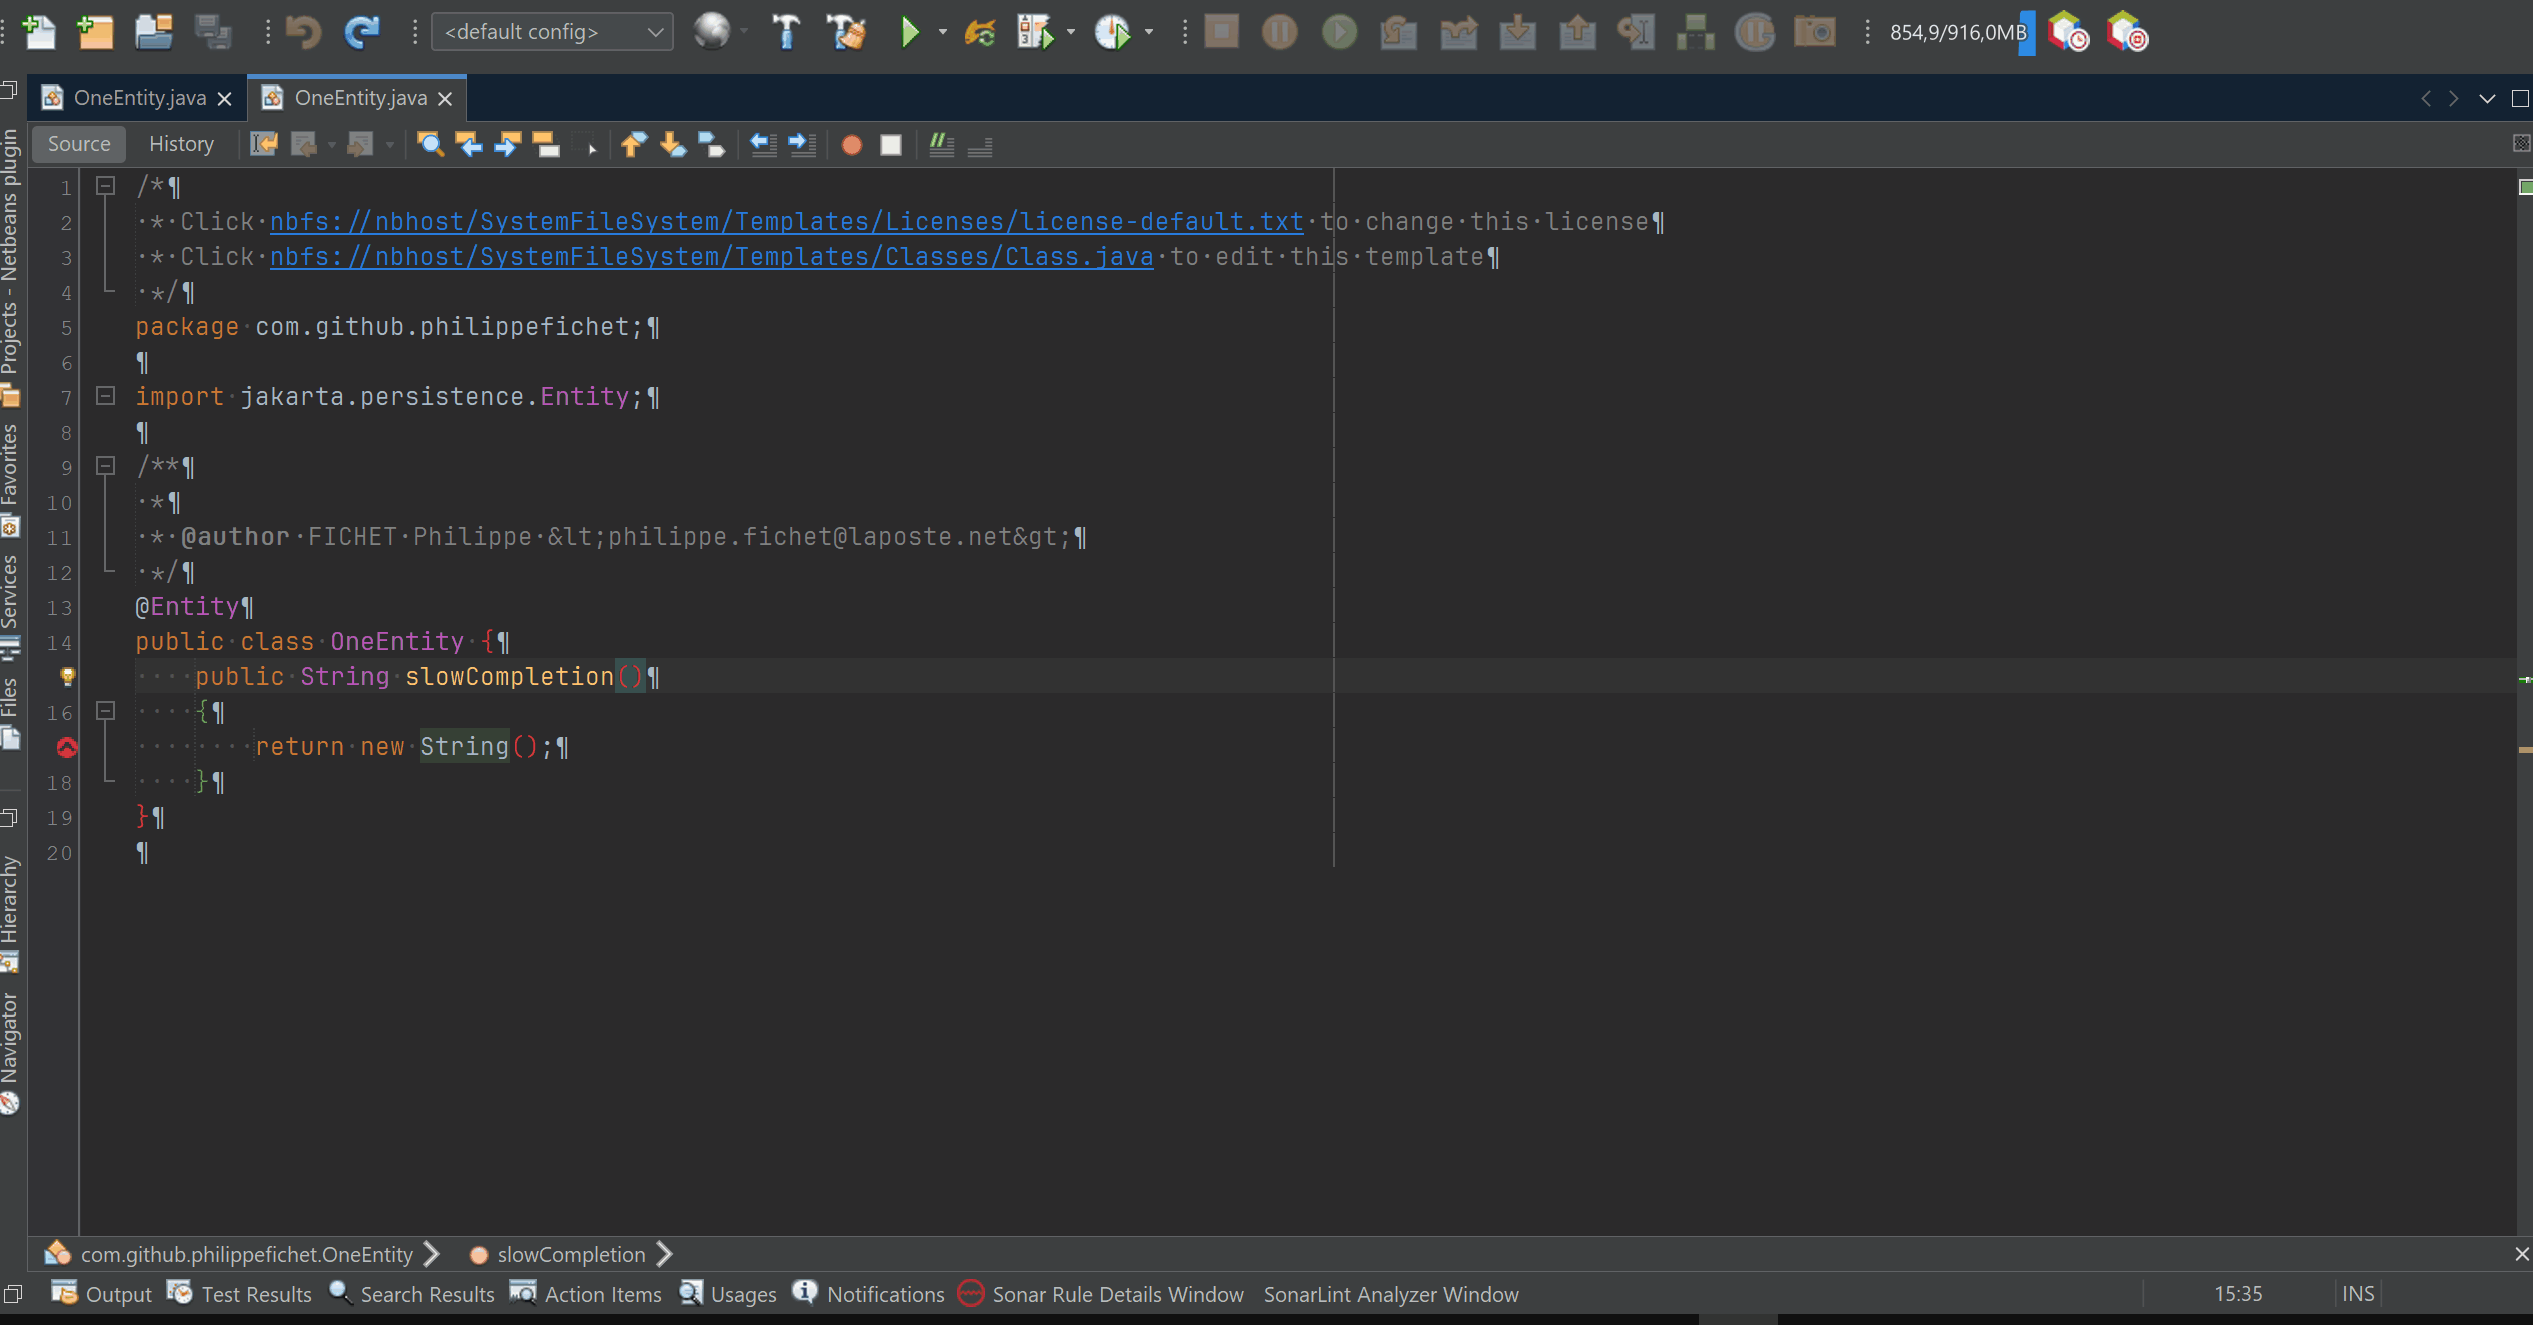 <default config>
854,9/916,0MB
OneEntity.java
OneEntity.java
Source
History
Projects - Netbeans plugin
Favorites
Services
Files
Hierarchy
Navigator
1 /*¶
2 ·*·Click·nbfs://nbhost/SystemFileSystem/Templates/Licenses/license-default.txt·to·change·this·license¶
3 ·*·Click·nbfs://nbhost/SystemFileSystem/Templates/Classes/Class.java·to·edit·this·template¶
4 ·*/¶
5 package·com.github.philippefichet;¶
6 ¶
7 import·jakarta.persistence.Entity;¶
8 ¶
9 /**¶
10 ·*¶
11 ·*·@author·FICHET·Philippe·&lt;philippe.fichet@laposte.net&gt;¶
12 ·*/¶
13 @Entity¶
14 public·class·OneEntity·{¶
····public·String·slowCompletion()¶
16 ····{¶
········return·new·String();¶
18 ····}¶
19 }¶
20 ¶
com.github.philippefichet.OneEntity
slowCompletion
Output
Test Results
Search Results
Action Items
Usages
Notifications
Sonar Rule Details Window
SonarLint Analyzer Window
15:35
INS